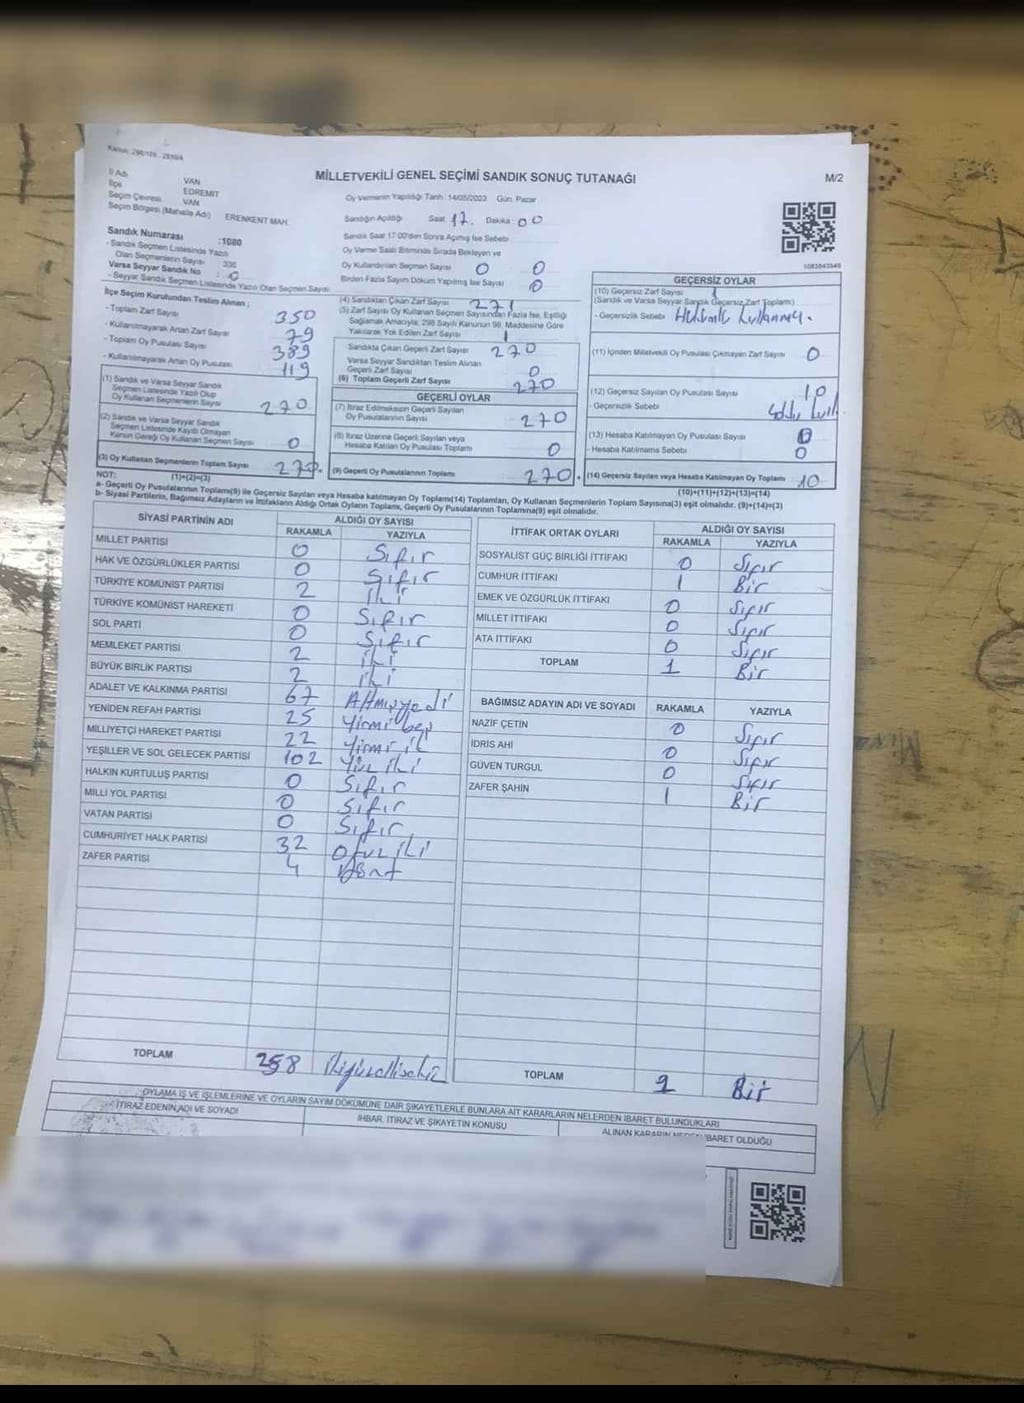 Kanun: 298/105 , 2839/4
MİLLETVEKİLİ GENEL SEÇİMİ SANDIK SONUÇ TUTANAĞI
M/2
İl Adı VAN
İlçe EDREMIT
Seçim Çevresi VAN
Seçim Bölgesi (Mahalle Adı) ERENKENT MAH.
Sandık Numarası :1080
- Sandık Seçmen Listesinde Yazılı
Olan Seçmenlerin Sayısı
Varsa Seyyar Sandık No : 0
- Seyyar Sandık Seçmen Listesinde Yazılı Olan Seçmen Sayısı
Oy Vermenin Yapıldığı Tarih: 14/05/2023 Gün: Pazar
Sandığın Açıldığı Saat 17. Dakika: 00
Sandık Saat 17:00'den Sonra Açılmış İse Sebebi
Oy Verme Saati Bitiminde Sırada Bekleyen ve
Oy Kullandırılan Seçmen Sayısı 0 0
Birden Fazla Sayım Döküm Yapılmış İse Sayısı 0
İlçe Seçim Kurulundan Teslim Alınan ;
- Toplam Zarf Sayısı 350
- Kullanılmayarak Artan Zarf Sayısı 79
- Toplam Oy Pusulası Sayısı 389
- Kullanılmayarak Artan Oy Pusulası 119
(1) Sandık ve Varsa Seyyar Sandık
Seçmen Listesinde Yazılı Olup
Oy Kullanan Seçmenlerin Sayısı 270
(2) Sandık ve Varsa Seyyar Sandık
Seçmen Listesinde Kayıtlı Olmayan
Kanun Gereği Oy Kullanan Seçmen Sayısı 0
(3) Oy Kullanan Seçmenlerin Toplam Sayısı 270.
(1)+(2)=(3)
(4) Sandıktan Çıkan Zarf Sayısı 271
(5) Zarf Sayısı Oy Kullanan Seçmen Sayısından Fazla İse, Eşitliği
Sağlamak Amacıyla, 298 Sayılı Kanunun 98. Maddesine Göre
Yakılarak Yok Edilen Zarf Sayısı 1
Sandıkta Çıkan Geçerli Zarf Sayısı 270
Varsa Seyyar Sandıktan Teslim Alınan
Geçerli Zarf Sayısı 0
(6) Toplam Geçerli Zarf Sayısı 270
GEÇERLİ OYLAR
(7) İtiraz Edilmeksizin Geçerli Sayılan
Oy Pusulalarının Sayısı 270
(8) İtiraz Üzerine Geçerli Sayılan veya
Hesaba Katılan Oy Pusulası Toplamı 0
(9) Geçerli Oy Pusulalarının Toplamı 270.
GEÇERSİZ OYLAR
(10) Geçersiz Zarf Sayısı 1
(Sandık ve Varsa Seyyar Sandık Geçersiz Zarf Toplamı)
- Geçersizlik Sebebi
(11) İçinden Milletvekili Oy Pusulası Çıkmayan Zarf Sayısı 0
(12) Geçersiz Sayılan Oy Pusulası Sayısı 10
- Geçersizlik Sebebi
(13) Hesaba Katılmayan Oy Pusulası Sayısı 0
- Hesaba Katılmama Sebebi 0
(14) Geçersiz Sayılan veya Hesaba Katılmayan Oy Toplamı 10
(10)+(11)+(12)+(13)=(14)
NOT:
a- Geçerli Oy Pusulalarının Toplamı(9) ile Geçersiz Sayılan veya Hesaba katılmayan Oy Toplamı(14) Toplamları, Oy Kullanan Seçmenlerin Toplam Sayısına(3) eşit olmalıdır. (9)+(14)=(3)
b- Siyasi Partilerin, Bağımsız Adayların ve İttifakların Aldığı Ortak Oyların Toplamı, Geçerli Oy Pusulalarının Toplamına(9) eşit olmalıdır.
SİYASİ PARTİNİN ADI ALDIĞI OY SAYISI
RAKAMLA YAZIYLA
MİLLET PARTİSİ 0 Sıfır
HAK VE ÖZGÜRLÜKLER PARTİSİ 0 Sıfır
TÜRKİYE KOMÜNİST PARTİSİ 2 iki
TÜRKİYE KOMÜNİST HAREKETİ 0 Sıfır
SOL PARTİ 0 Sıfır
MEMLEKET PARTİSİ 2 iki
BÜYÜK BİRLİK PARTİSİ 2 iki
ADALET VE KALKINMA PARTİSİ 67 Altmışyedi
YENİDEN REFAH PARTİSİ 25 Yirmi beş
MİLLİYETÇİ HAREKET PARTİSİ 22 Yirmi iki
YEŞİLLER VE SOL GELECEK PARTİSİ 102 Yüz iki
HALKIN KURTULUŞ PARTİSİ 0 Sıfır
MİLLİ YOL PARTİSİ 0 Sıfır
VATAN PARTİSİ 0 Sıfır
CUMHURİYET HALK PARTİSİ 32 Otuz iki
ZAFER PARTİSİ 4 Dört
TOPLAM 258 ikiyüzellisekiz
İTTİFAK ORTAK OYLARI ALDIĞI OY SAYISI
RAKAMLA YAZIYLA
SOSYALİST GÜÇ BİRLİĞİ İTTİFAKI 0 Sıfır
CUMHUR İTTİFAKI 1 Bir
EMEK VE ÖZGÜRLÜK İTTİFAKI 0 Sıfır
MİLLET İTTİFAKI 0 Sıfır
ATA İTTİFAKI 0 Sıfır
TOPLAM 1 Bir
BAĞIMSIZ ADAYIN ADI VE SOYADI RAKAMLA YAZIYLA
NAZİF ÇETİN 0 Sıfır
İDRİS AHİ 0 Sıfır
GÜVEN TURGUL 0 Sıfır
ZAFER ŞAHİN 1 Bir
TOPLAM 1 Bir
OYLAMA İŞ VE İŞLEMLERİNE VE OYLARIN SAYIM DÖKÜMÜNE DAİR ŞİKAYETLERLE BUNLARA AİT KARARLARIN NELERDEN İBARET BULUNDUKLARI
İTİRAZ EDENİN ADI VE SOYADI
İHBAR, İTİRAZ VE ŞİKAYETİN KONUSU
ALINAN KARARIN NEDEN İBARET OLDUĞU